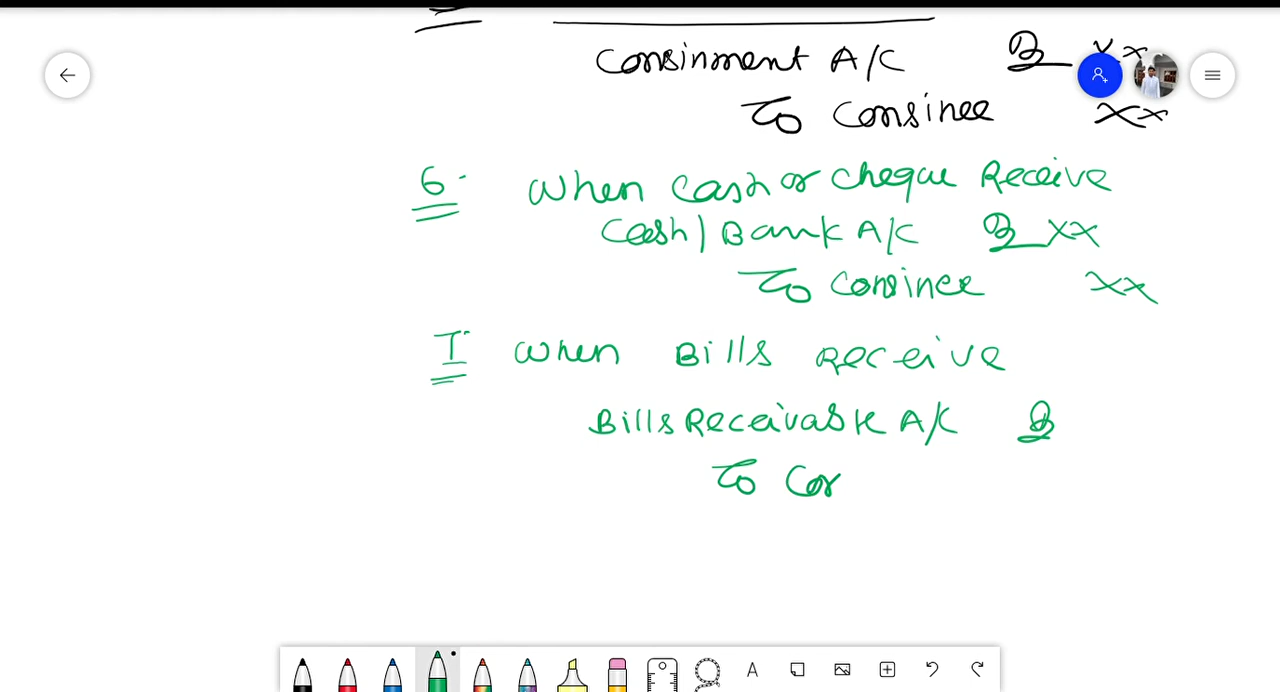 Consinment A/C Dr xx
To Consinee xx
6. When Cash or Cheque Receive
Cash/Bank A/C Dr xx
To Consinee xx
7. When Bills Receive
Bills Receivable A/C Dr
To Con
A